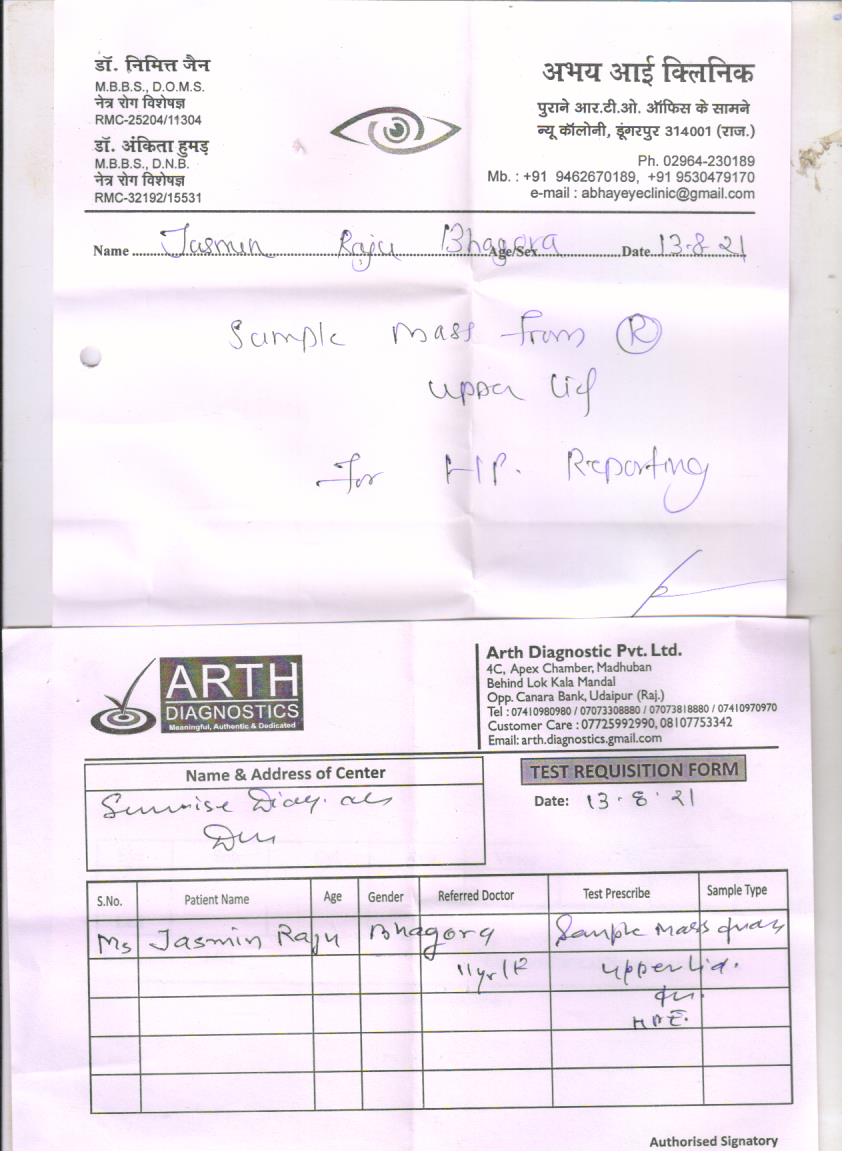 डॉ. निमित्त जैन
M.B.B.S., D.O.M.S.
नेत्र रोग विशेषज्ञ
RMC-25204/11304
डॉ. अंकिता हुमड़
M.B.B.S., D.N.B.
नेत्र रोग विशेषज्ञ
RMC-32192/15531
अभय आई क्लिनिक
पुराने आर.टी.ओ. ऑफिस के सामने
न्यू कॉलोनी, डूंगरपुर 314001 (राज.)
Ph. 02964-230189
Mb. : +91 9462670189, +91 9530479170
e-mail : abhayeyeclinic@gmail.com
Name Jasmin Raju Bhagora Age/Sex Date 13.8.21
Sample mass from R
upper lid
for HP. Reporting
ARTH
DIAGNOSTICS
Meaningful, Authentic & Dedicated
Arth Diagnostic Pvt. Ltd.
4C, Apex Chamber, Madhuban
Behind Lok Kala Mandal
Opp. Canara Bank, Udaipur (Raj.)
Tel : 07410980980 / 07073308880 / 07073818880 / 07410970970
Customer Care : 07725992990, 08107753342
Email: arth.diagnostics.gmail.com
Name & Address of Center
Sunrise
TEST REQUISITION FORM
Date: 13.8.21
S.No. Patient Name Age Gender Referred Doctor Test Prescribe Sample Type
Ms Jasmin Raju Bhagora Sample mass
11yr/ upper Lid.
Authorised Signatory